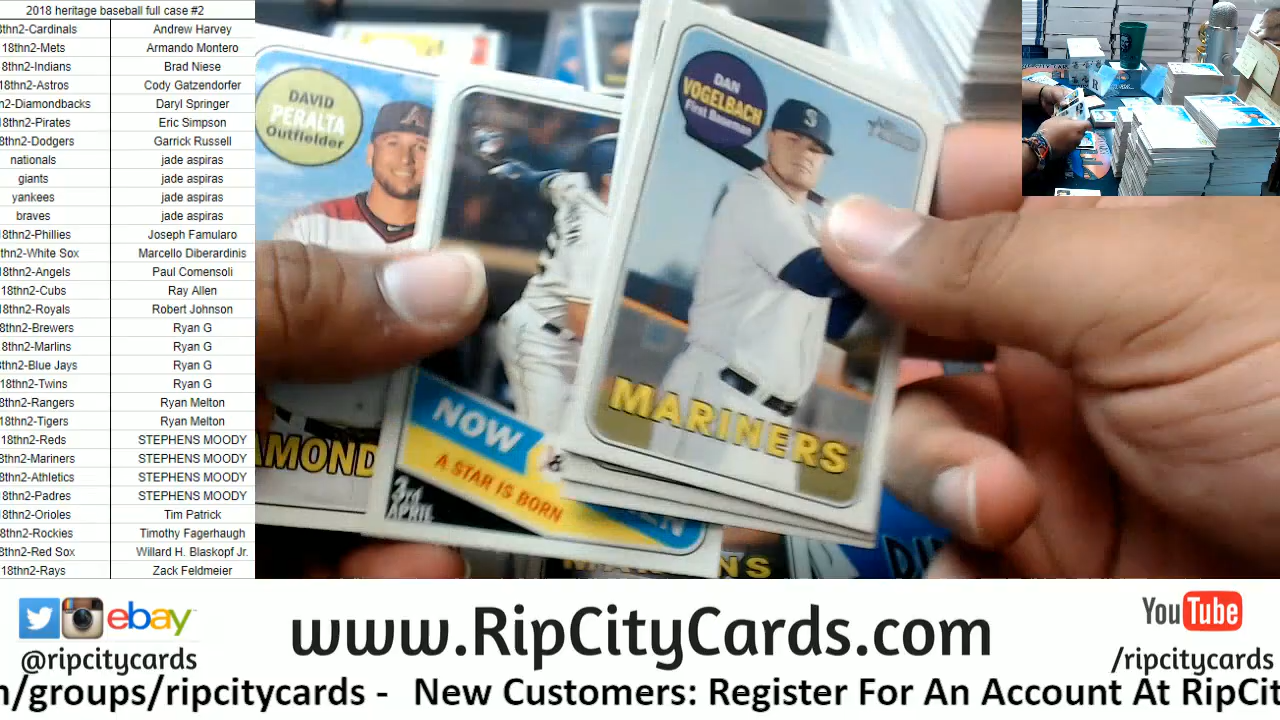 2018 heritage baseball full case #2
8thn2-Cardinals Andrew Harvey
18thn2-Mets Armando Montero
8thn2-Indians Brad Niese
18thn2-Astros Cody Gatzendorfer
n2-Diamondbacks Daryl Springer
18thn2-Pirates Eric Simpson
8thn2-Dodgers Garrick Russell
nationals jade aspiras
giants jade aspiras
yankees jade aspiras
braves jade aspiras
18thn2-Phillies Joseph Famularo
thn2-White Sox Marcello Diberardinis
18thn2-Angels Paul Comensoli
18thn2-Cubs Ray Allen
18thn2-Royals Robert Johnson
8thn2-Brewers Ryan G
18thn2-Marlins Ryan G
8thn2-Blue Jays Ryan G
18thn2-Twins Ryan G
8thn2-Rangers Ryan Melton
18thn2-Tigers Ryan Melton
18thn2-Reds STEPHENS MOODY
8thn2-Mariners STEPHENS MOODY
8thn2-Athletics STEPHENS MOODY
18thn2-Padres STEPHENS MOODY
18thn2-Orioles Tim Patrick
8thn2-Rockies Timothy Fagerhaugh
8thn2-Red Sox Willard H. Blaskopf Jr.
18thn2-Rays Zack Feldmeier
DAVID
PERALTA
Outfielder
AMOND
NOW
A STAR IS BORN
3rd
APRIL
DAN
VOGELBACH
First Baseman
S
MARINERS
ebay
@ripcitycards
www.RipCityCards.com
YouTube
/ripcitycards
n/groups/ripcitycards - New Customers: Register For An Account At RipCit